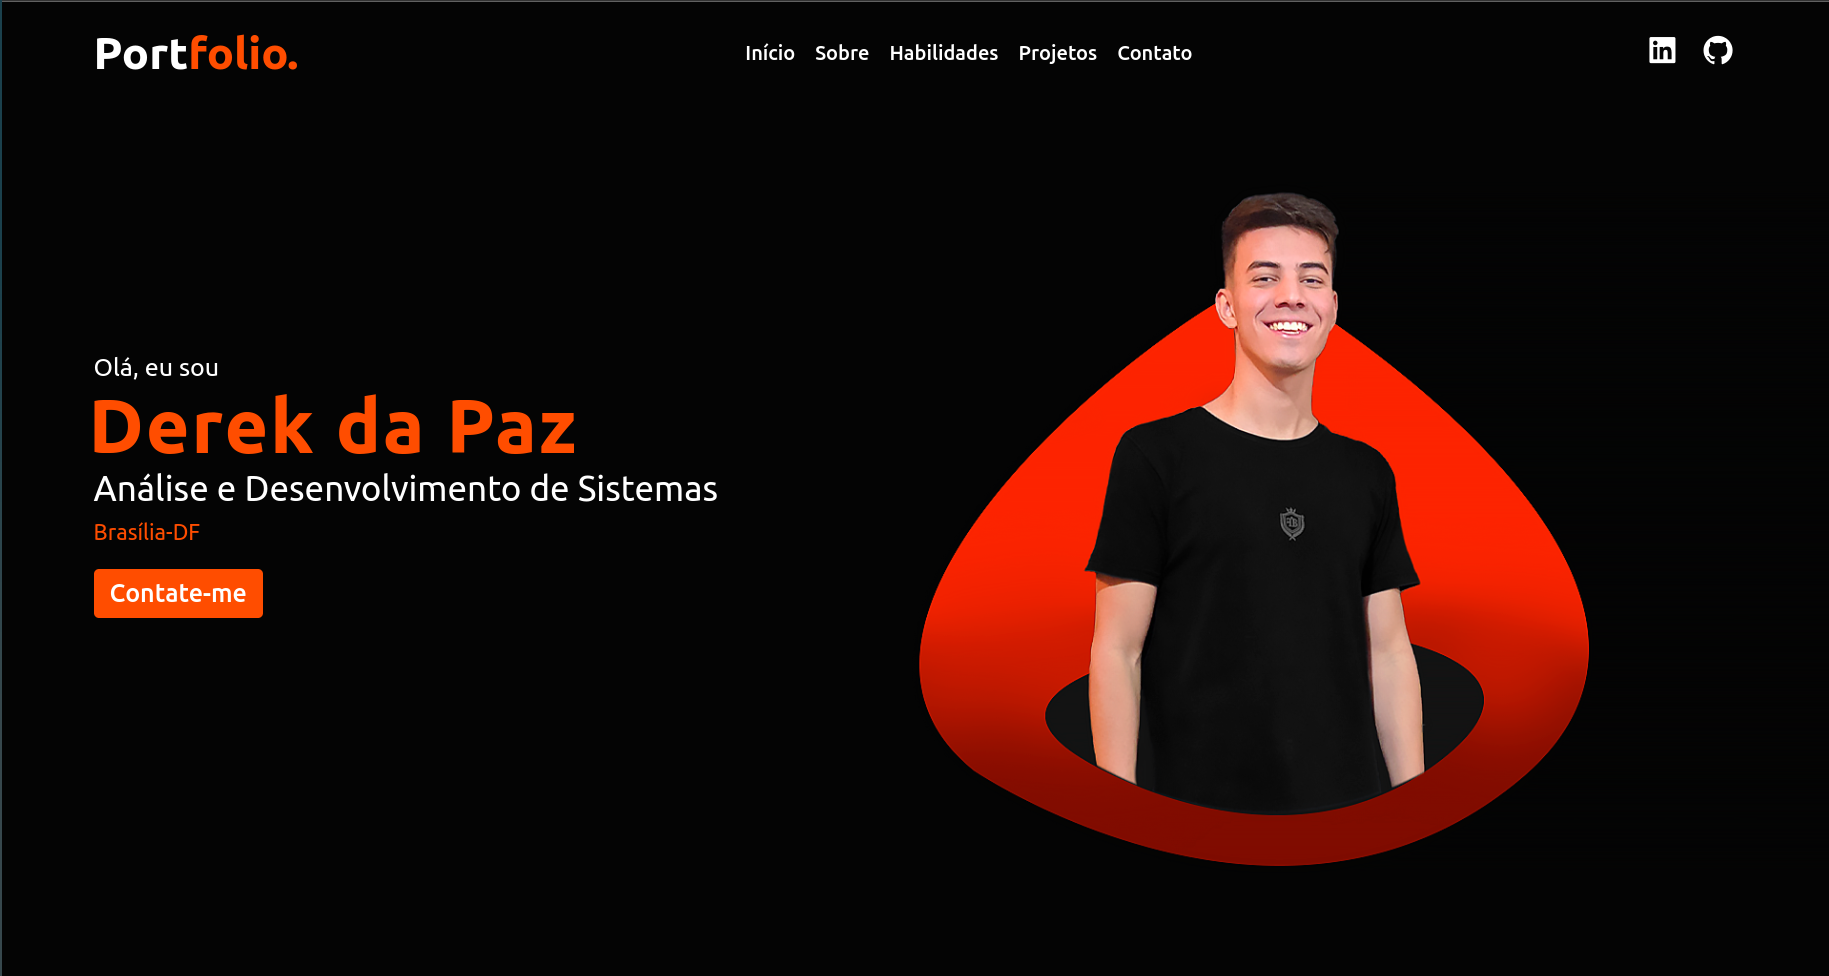 Portfolio.
Início Sobre Habilidades Projetos Contato
Olá, eu sou
Derek da Paz
Análise e Desenvolvimento de Sistemas
Brasília-DF
Contate-me
in